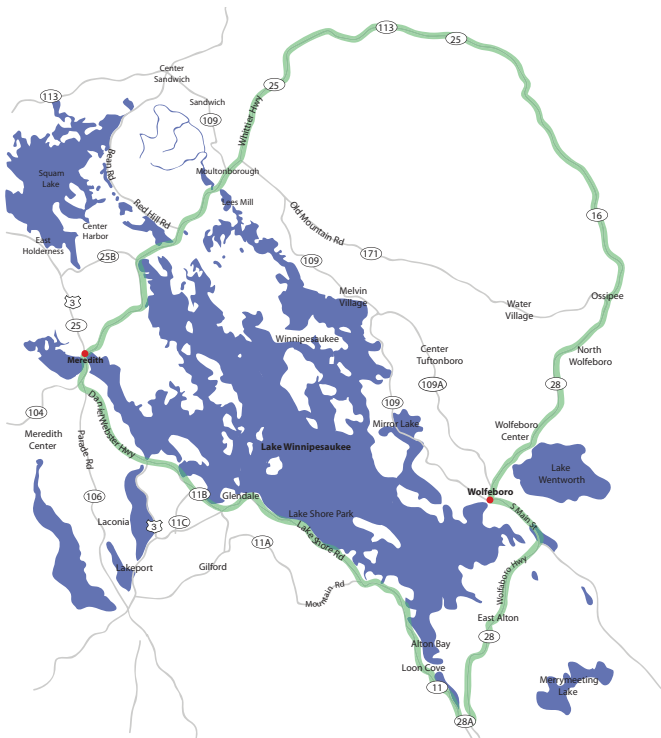 113
25
25
Center
Sandwich
113
Sandwich
109
Whittier Hwy
Bean Rd
Squam
Lake
Moultonborough
Lees Mill
Red Hill Rd
Old Mountain Rd
16
Center
Harbor
East
Holderness
25B
171
109
3
Melvin
Village
Ossipee
Water
Village
25
Winnipesaukee
Center
Tuftonboro
North
Wolfeboro
Meredith
109A
28
Daniel Webster Hwy
104
109
Mirror Lake
Meredith
Center
Parade Rd
Wolfeboro
Center
Lake Winnipesaukee
Lake
Wentworth
106
11B
Glendale
Wolfeboro
S Main St
Laconia
3
11C
Lake Shore Park
Lake Shore Rd
11A
Lakeport
Gilford
Wolfeboro Hwy
Mountain Rd
East Alton
28
Alton Bay
Loon Cove
11
Merrymeeting
Lake
28A